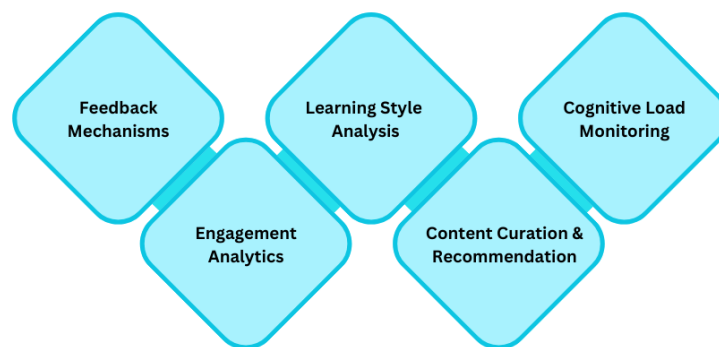 Feedback
Mechanisms
Engagement
Analytics
Learning Style
Analysis
Content Curation &
Recommendation
Cognitive Load
Monitoring